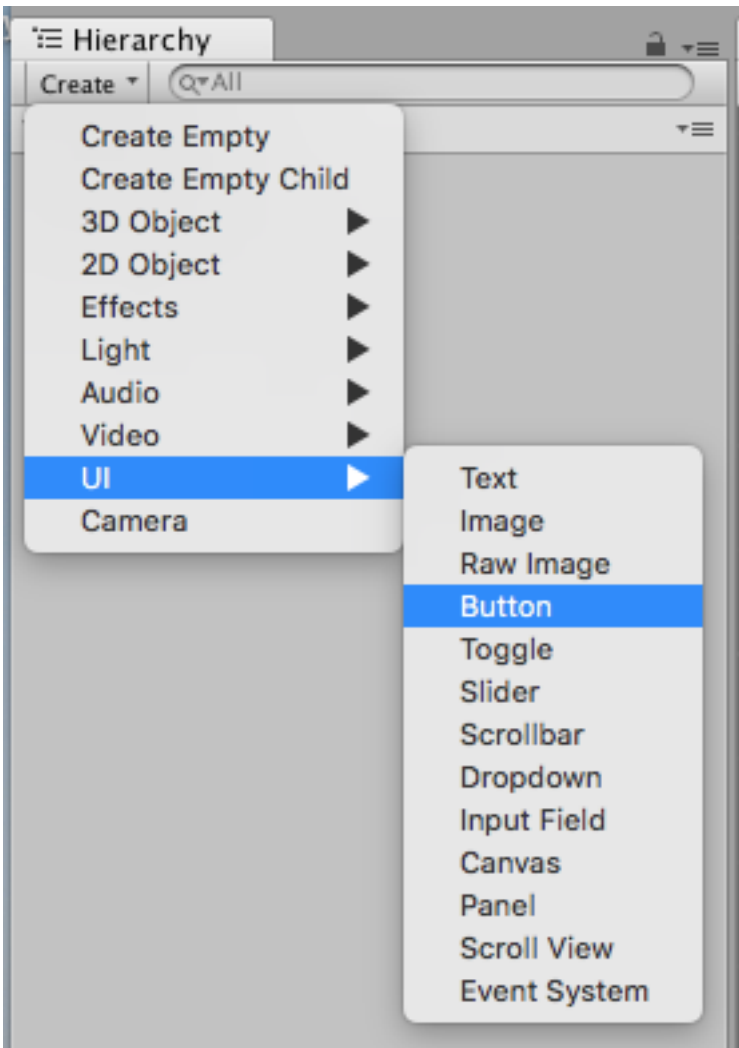 Hierarchy
Create
All
Create Empty
Create Empty Child
3D Object
2D Object
Effects
Light
Audio
Video
UI
Camera
Text
Image
Raw Image
Button
Toggle
Slider
Scrollbar
Dropdown
Input Field
Canvas
Panel
Scroll View
Event System